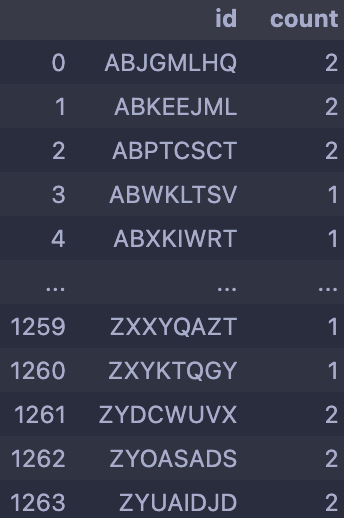 id count
0 ABJGMLHQ 2
1 ABKEEJML 2
2 ABPTCSCT 2
3 ABWKLTSV 1
4 ABXKIWRT 1
... ... ...
1259 ZXXYQAZT 1
1260 ZXYKTQGY 1
1261 ZYDCWUVX 2
1262 ZYOASADS 2
1263 ZYUAIDJD 2